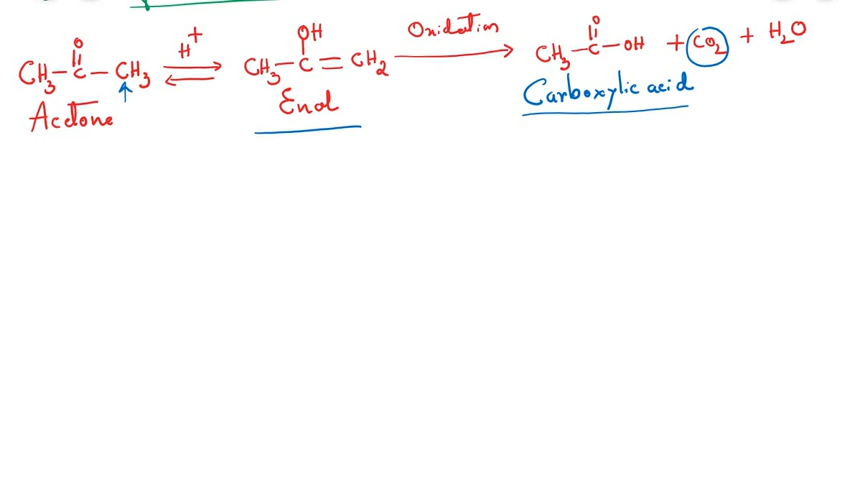 CH3-C(=O)-CH3 ⇌ H+ CH3-C(OH)=CH2 Oxidation → CH3-C(=O)-OH + CO2 + H2O
Acetone Enol Carboxylic acid